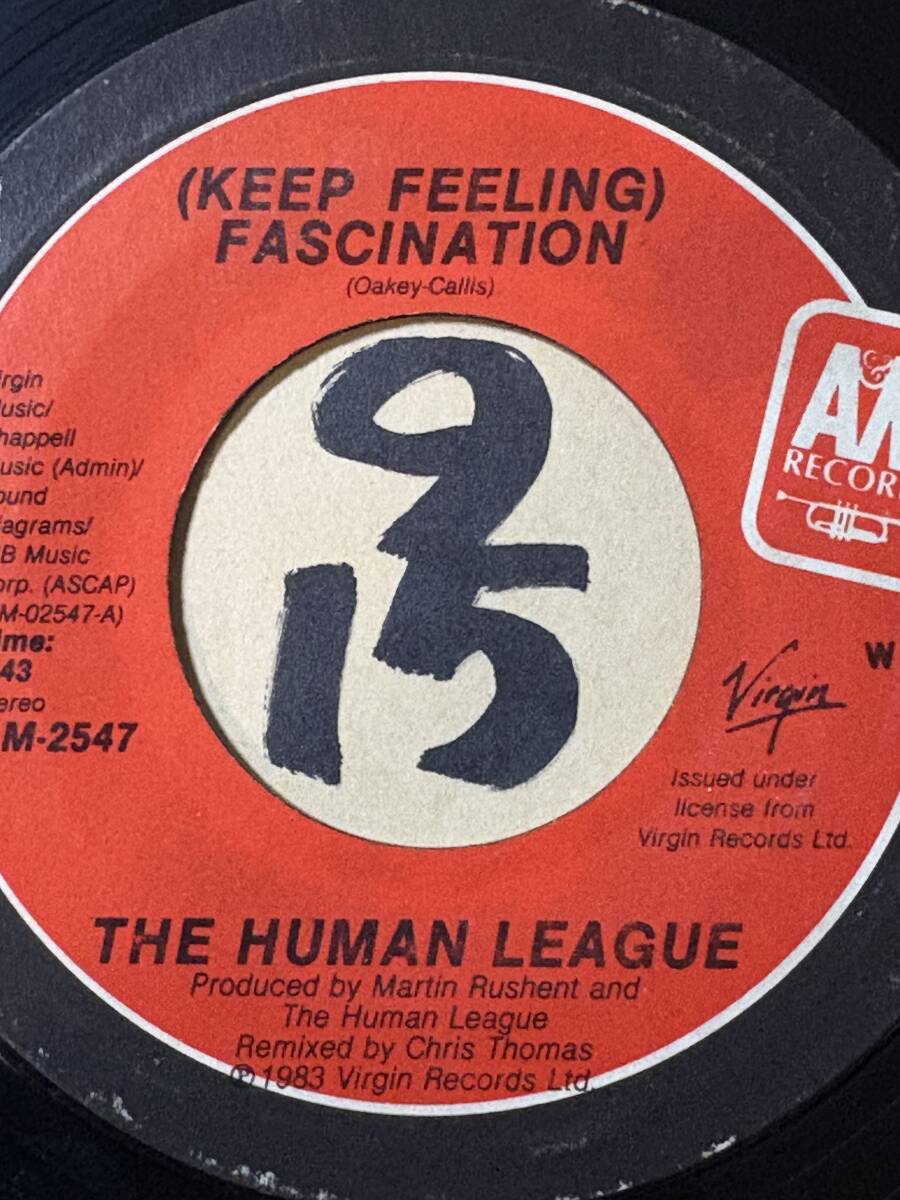 (KEEP FEELING)
FASCINATION
(Oakey-Callis)
irgin
usic/
happell
usic (Admin)/
ound
iagrams/
B Music
orp. (ASCAP)
M-02547-A)
ime:
43
ereo
M-2547
9
15
A&M
RECOR
Virgin
W
Issued under
license from
Virgin Records Ltd.
THE HUMAN LEAGUE
Produced by Martin Rushent and
The Human League
Remixed by Chris Thomas
℗1983 Virgin Records Ltd.